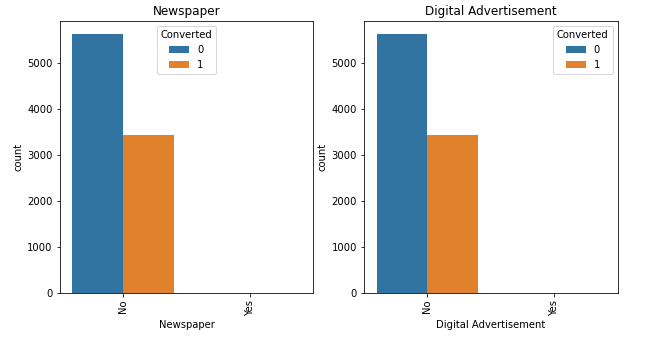 Newspaper
Converted
0
1
5000
4000
3000
2000
1000
0
count
No
Yes
Newspaper
Digital Advertisement
Converted
0
1
5000
4000
3000
2000
1000
0
count
No
Yes
Digital Advertisement